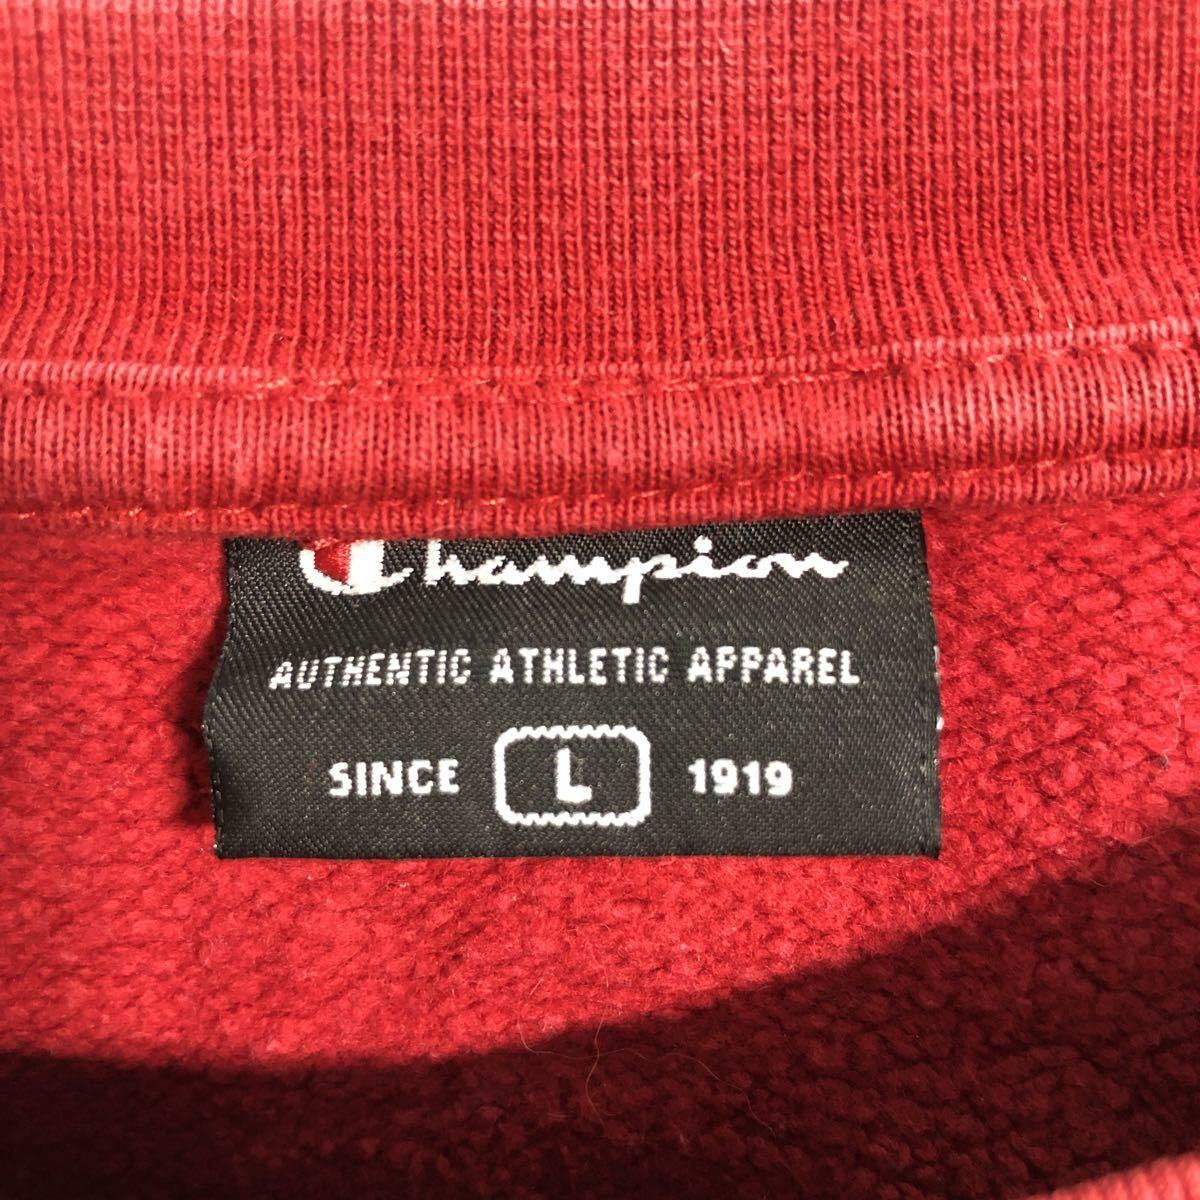 Champion
AUTHENTIC ATHLETIC APPAREL
SINCE L 1919